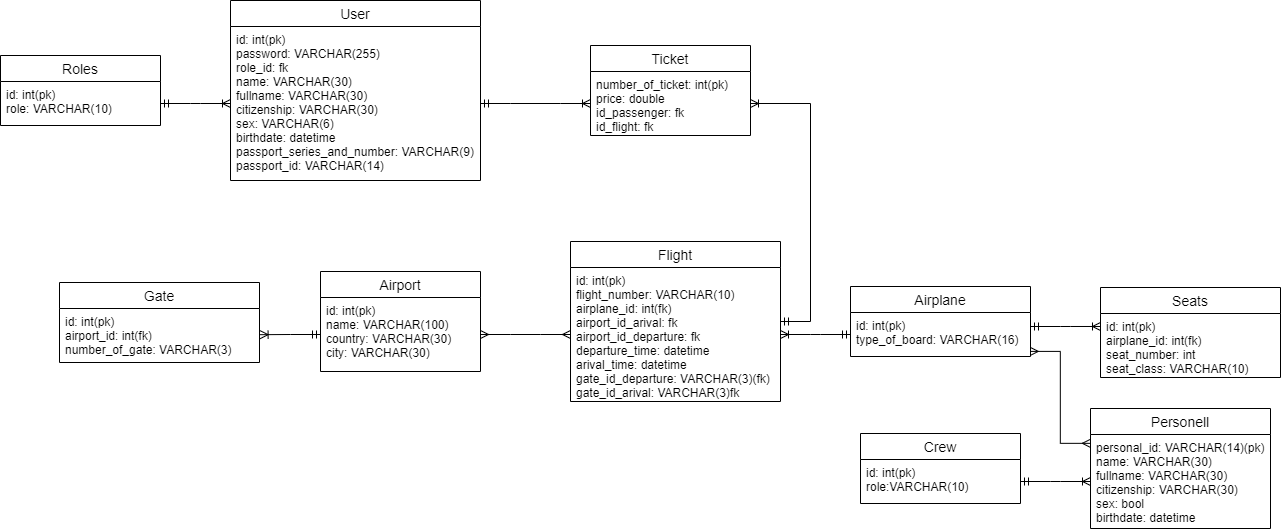 User
id: int(pk)
password: VARCHAR(255)
role_id: fk
name: VARCHAR(30)
fullname: VARCHAR(30)
citizenship: VARCHAR(30)
sex: VARCHAR(6)
birthdate: datetime
passport_series_and_number: VARCHAR(9)
passport_id: VARCHAR(14)
Roles
id: int(pk)
role: VARCHAR(10)
Ticket
number_of_ticket: int(pk)
price: double
id_passenger: fk
id_flight: fk
Gate
id: int(pk)
airport_id: int(fk)
number_of_gate: VARCHAR(3)
Airport
id: int(pk)
name: VARCHAR(100)
country: VARCHAR(30)
city: VARCHAR(30)
Flight
id: int(pk)
flight_number: VARCHAR(10)
airplane_id: int(fk)
airport_id_arival: fk
airport_id_departure: fk
departure_time: datetime
arival_time: datetime
gate_id_departure: VARCHAR(3)(fk)
gate_id_arival: VARCHAR(3)fk
Airplane
id: int(pk)
type_of_board: VARCHAR(16)
Seats
id: int(pk)
airplane_id: int(fk)
seat_number: int
seat_class: VARCHAR(10)
Crew
id: int(pk)
role:VARCHAR(10)
Personell
personal_id: VARCHAR(14)(pk)
name: VARCHAR(30)
fullname: VARCHAR(30)
citizenship: VARCHAR(30)
sex: bool
birthdate: datetime